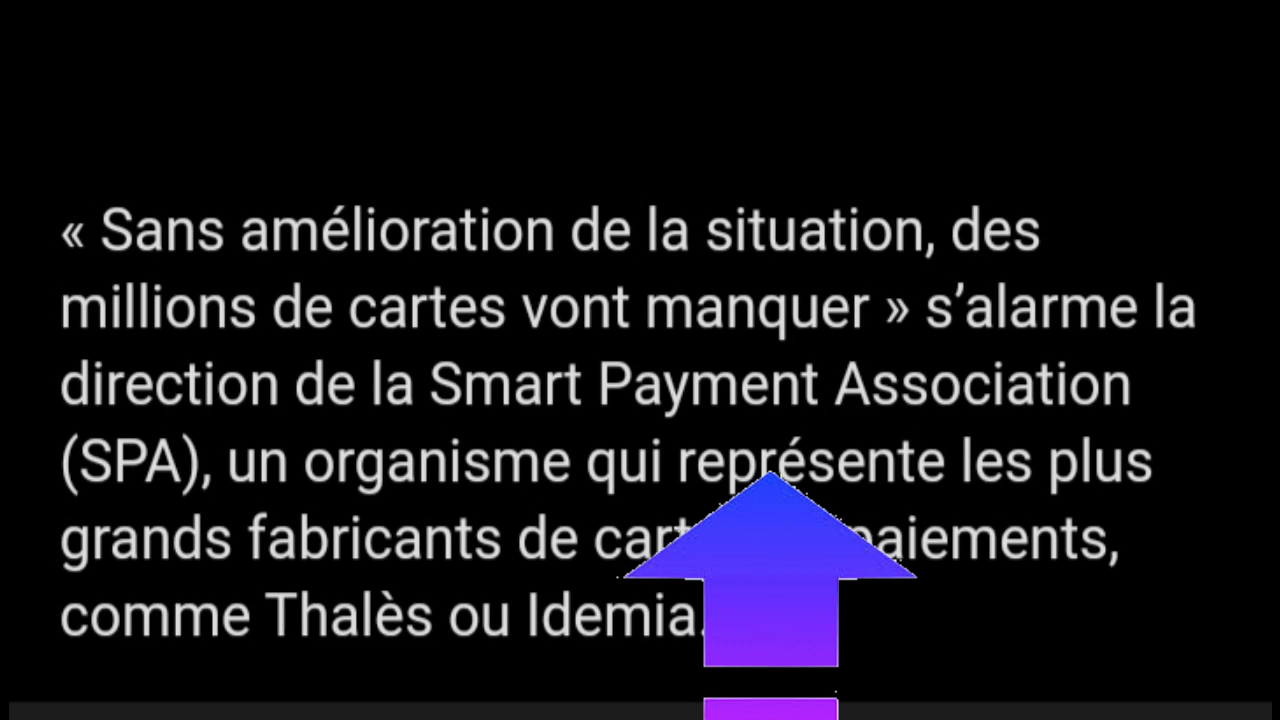 « Sans amélioration de la situation, des
millions de cartes vont manquer » s’alarme la
direction de la Smart Payment Association
(SPA), un organisme qui représente les plus
grands fabricants de paiements,
comme Thalès ou Idemia.